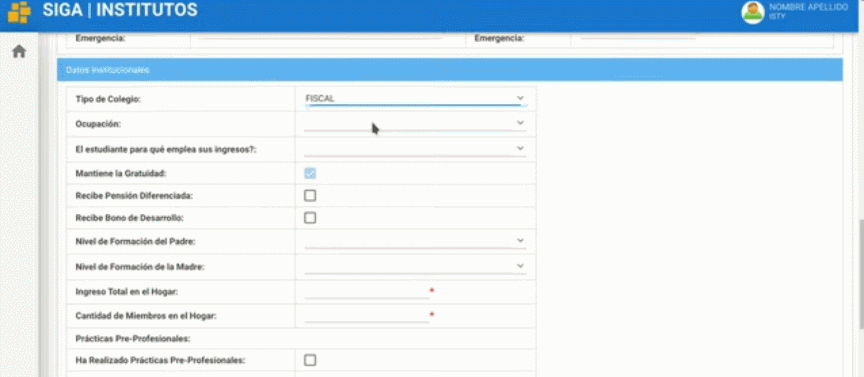 SIGA | INSTITUTOS
NOMBRE APELLIDO
ISTY
Emergencia:
Emergencia:
Datos Institucionales
Tipo de Colegio:
FISCAL
Ocupación:
El estudiante para qué emplea sus ingresos?:
Mantiene la Gratuidad:
Recibe Pensión Diferenciada:
Recibe Bono de Desarrollo:
Nivel de Formación del Padre:
Nivel de Formación de la Madre:
Ingreso Total en el Hogar:
*
Cantidad de Miembros en el Hogar:
*
Prácticas Pre-Profesionales:
Ha Realizado Prácticas Pre-Profesionales: